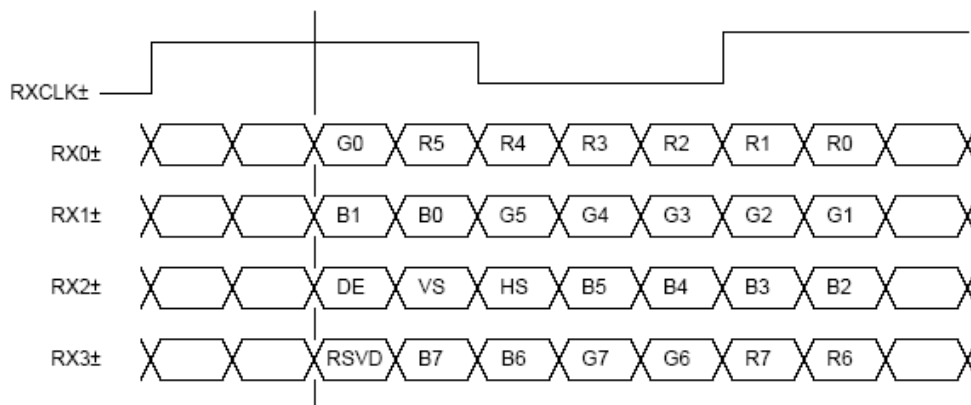 RXCLK±
RX0± G0 R5 R4 R3 R2 R1 R0
RX1± B1 B0 G5 G4 G3 G2 G1
RX2± DE VS HS B5 B4 B3 B2
RX3± RSVD B7 B6 G7 G6 R7 R6